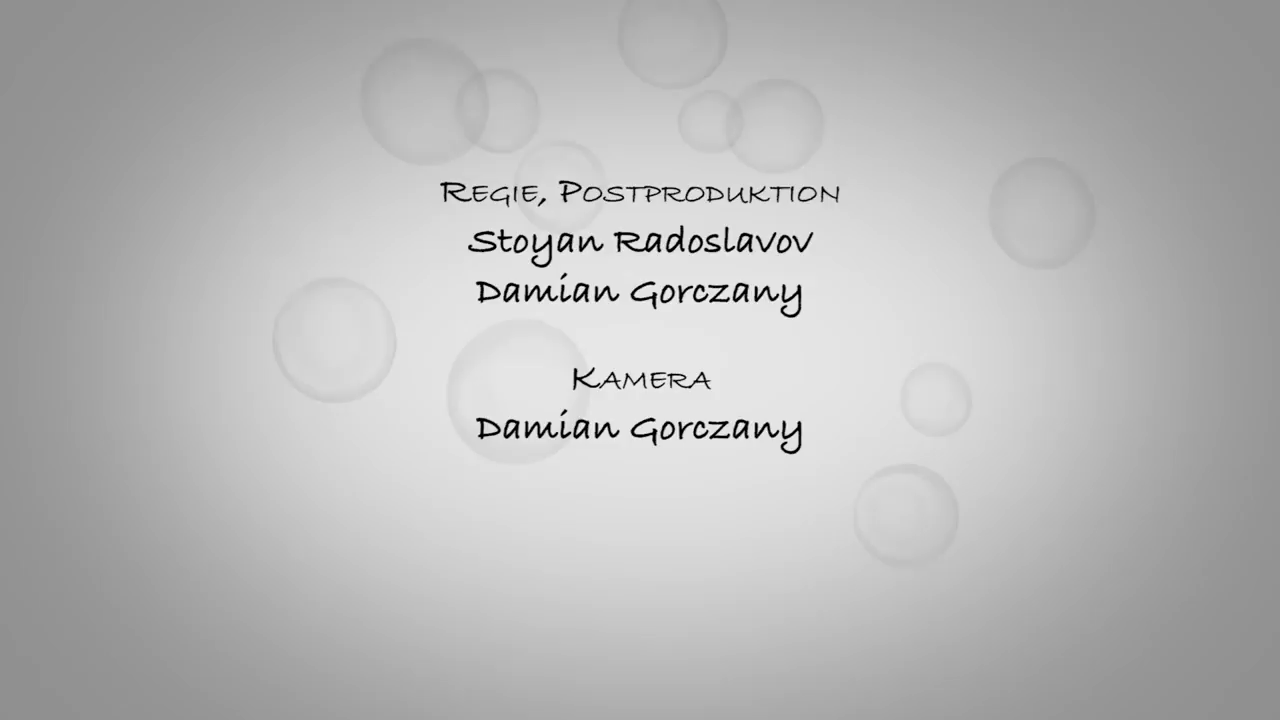 Regie, Postproduktion
Stoyan Radoslavov
Damian Gorczany
Kamera
Damian Gorczany